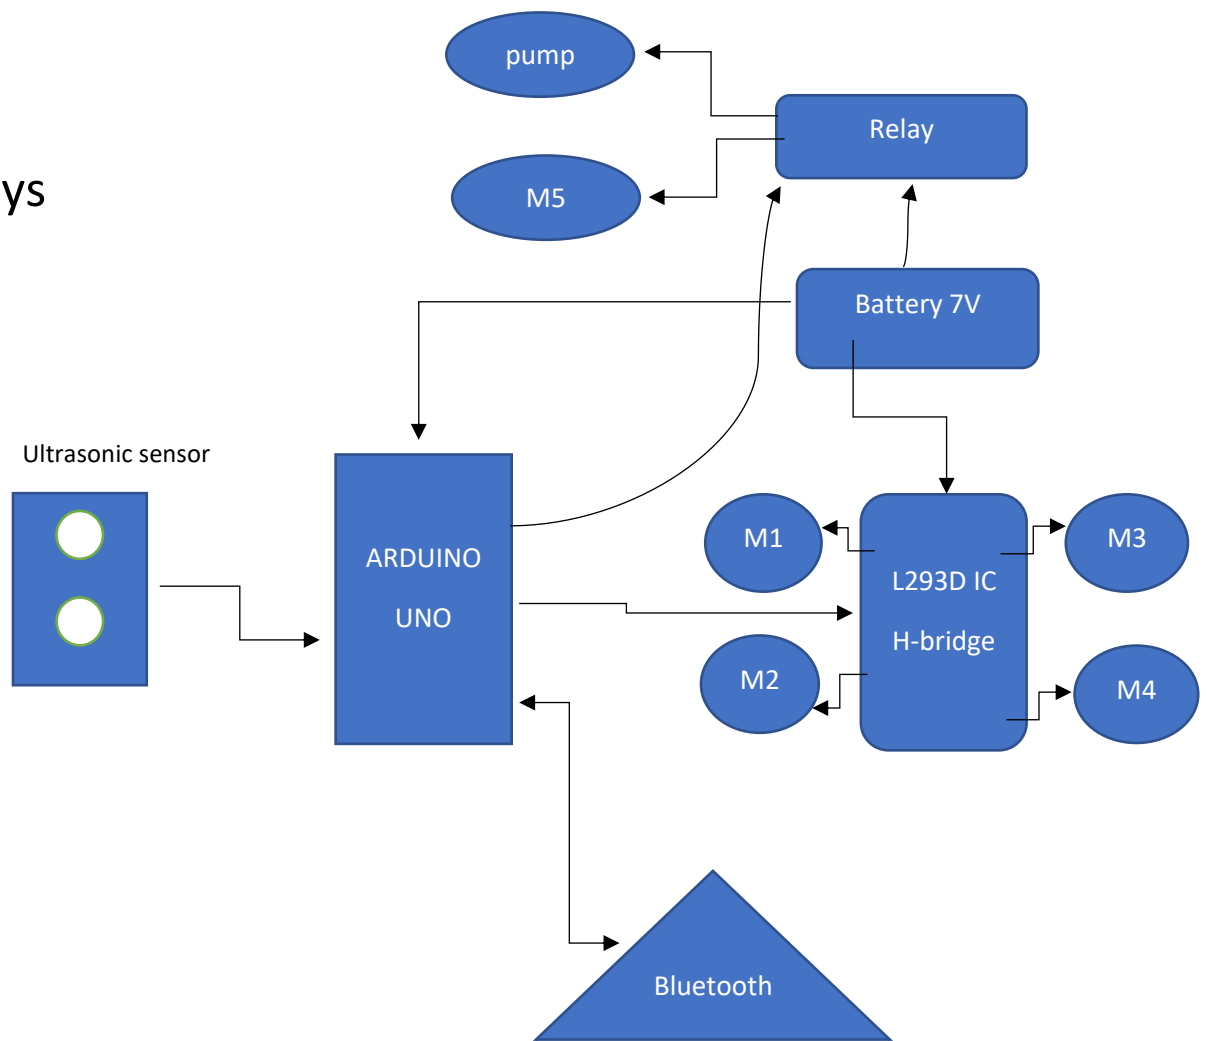 pump
Relay
ys
M5
Battery 7V
Ultrasonic sensor
ARDUINO
UNO
M1
M3
L293D IC
H-bridge
M2
M4
Bluetooth